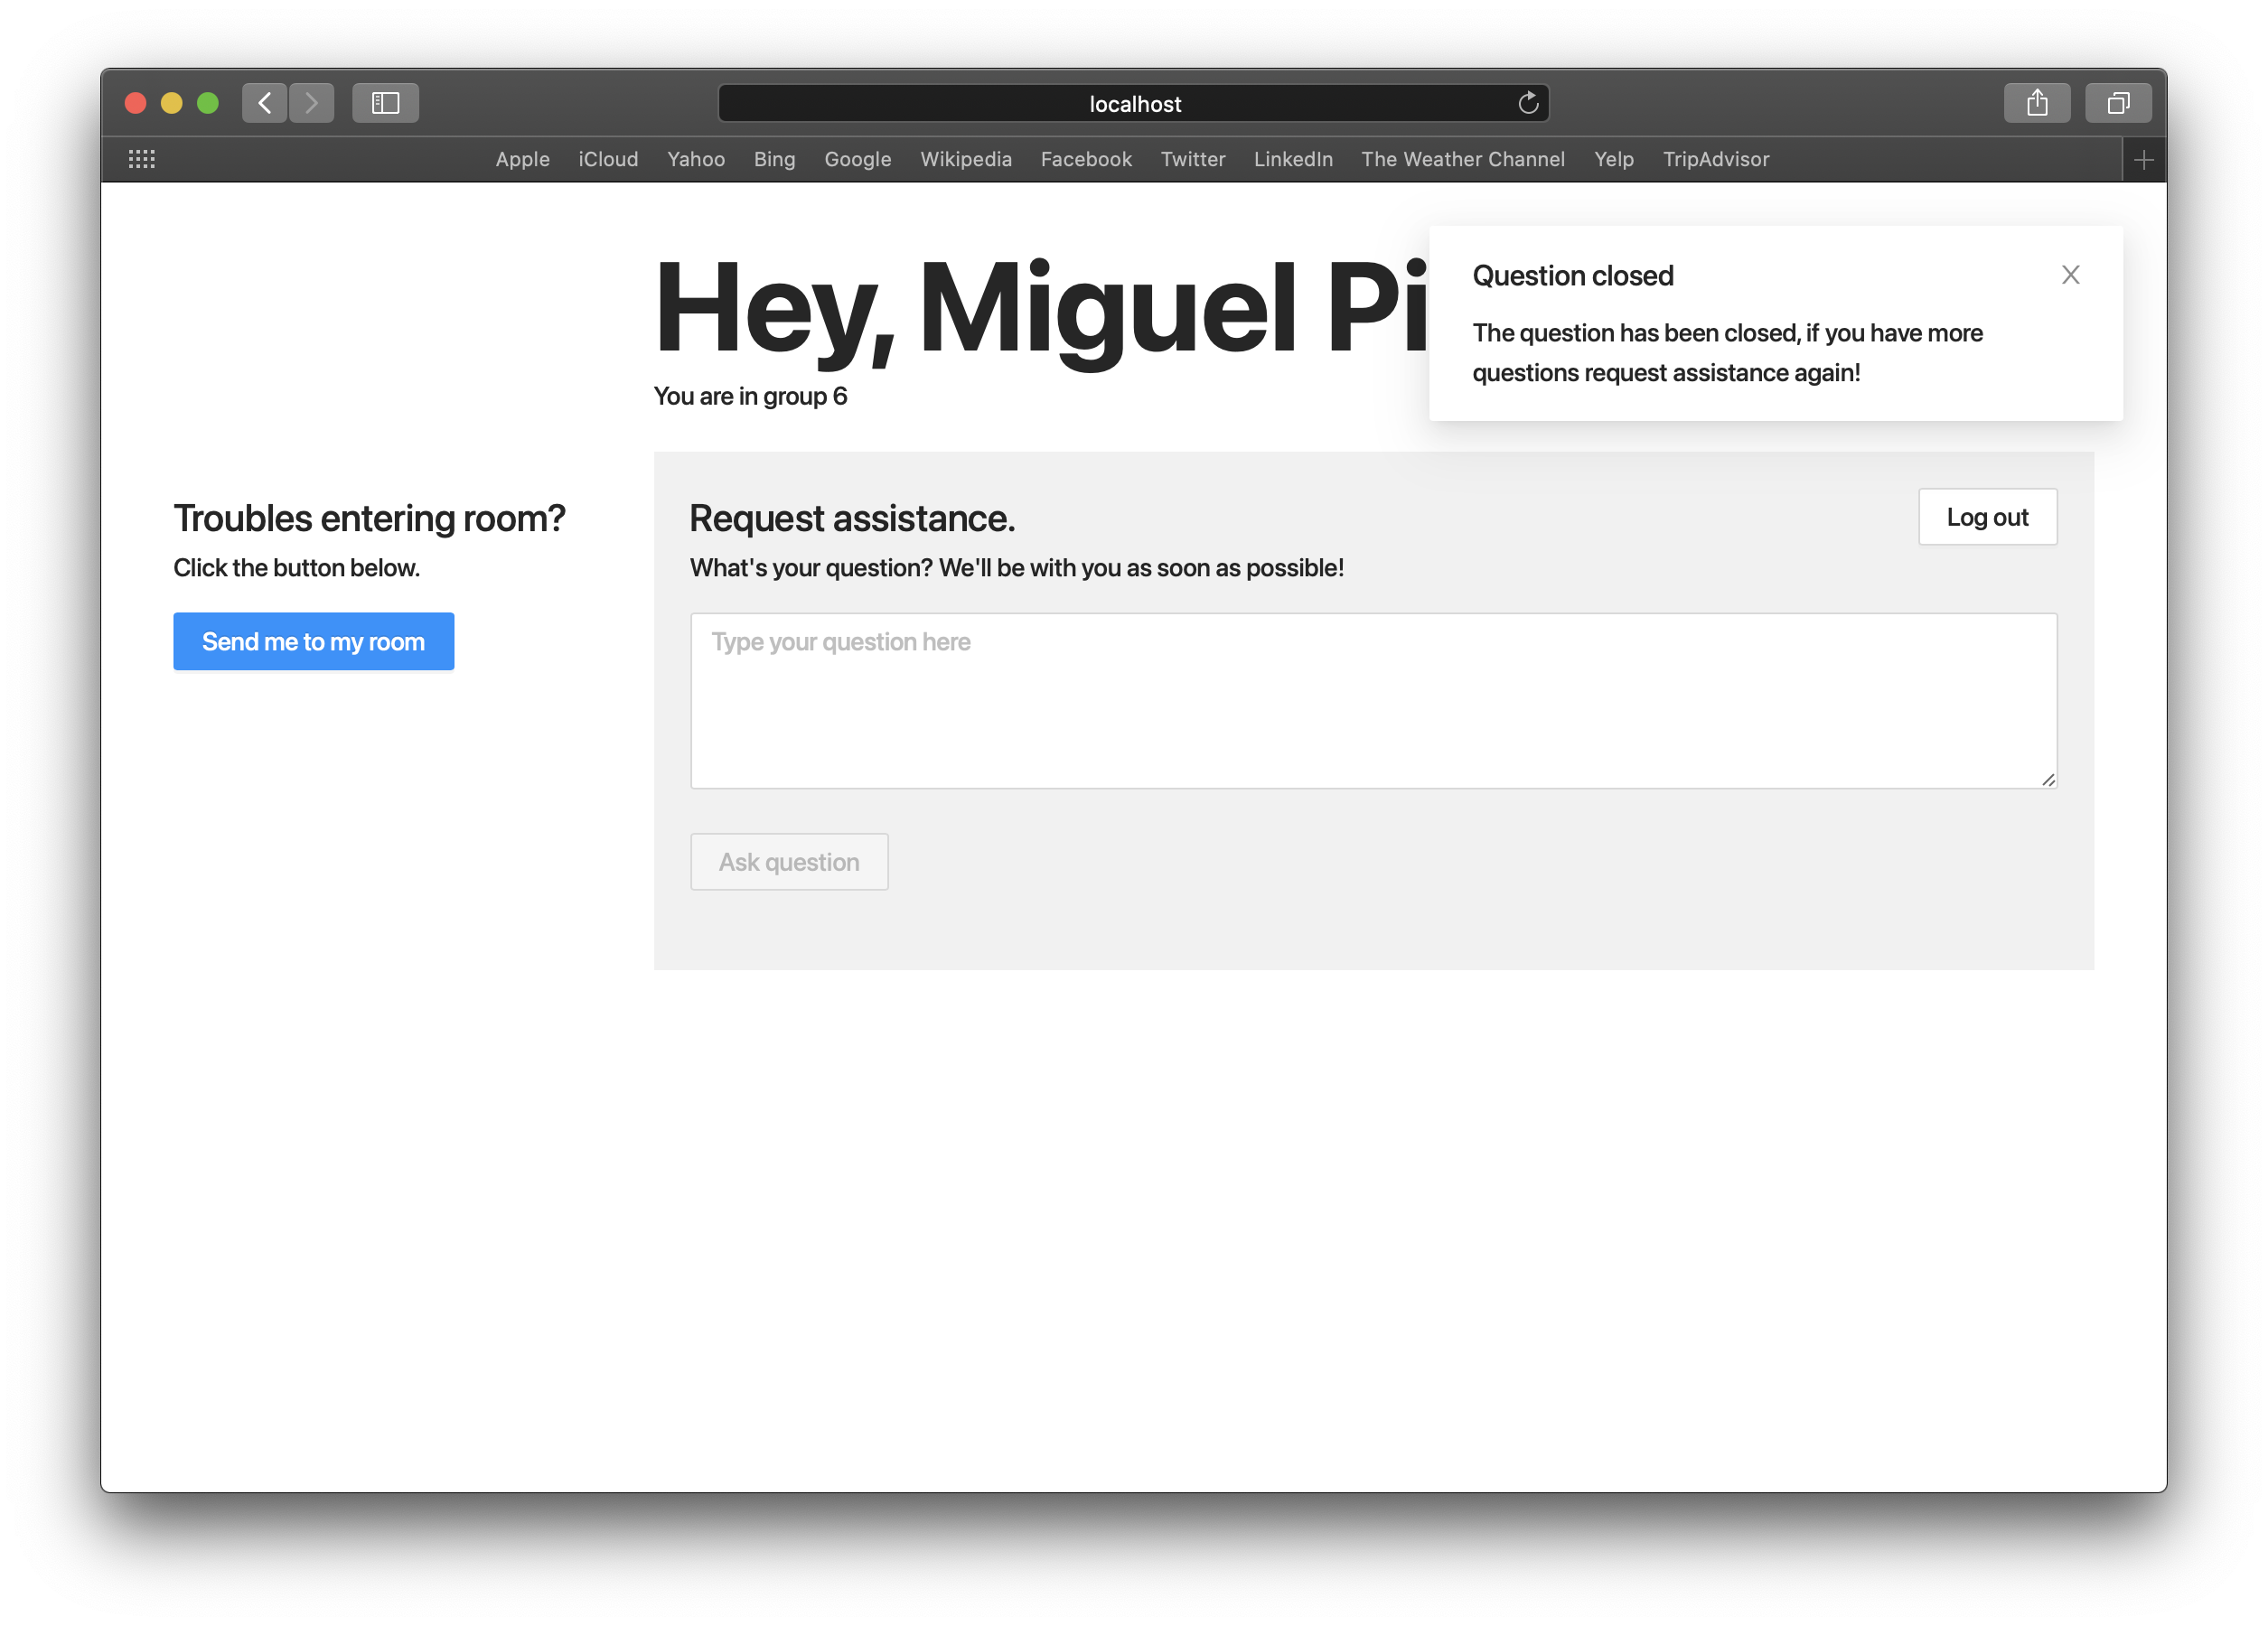 localhost
Apple iCloud Yahoo Bing Google Wikipedia Facebook Twitter LinkedIn The Weather Channel Yelp TripAdvisor
Hey, Miguel
You are in group 6
Question closed
X
The question has been closed, if you have more
questions request assistance again!
Troubles entering room?
Click the button below.
Send me to my room
Request assistance.
Log out
What's your question? We'll be with you as soon as possible!
Type your question here
Ask question